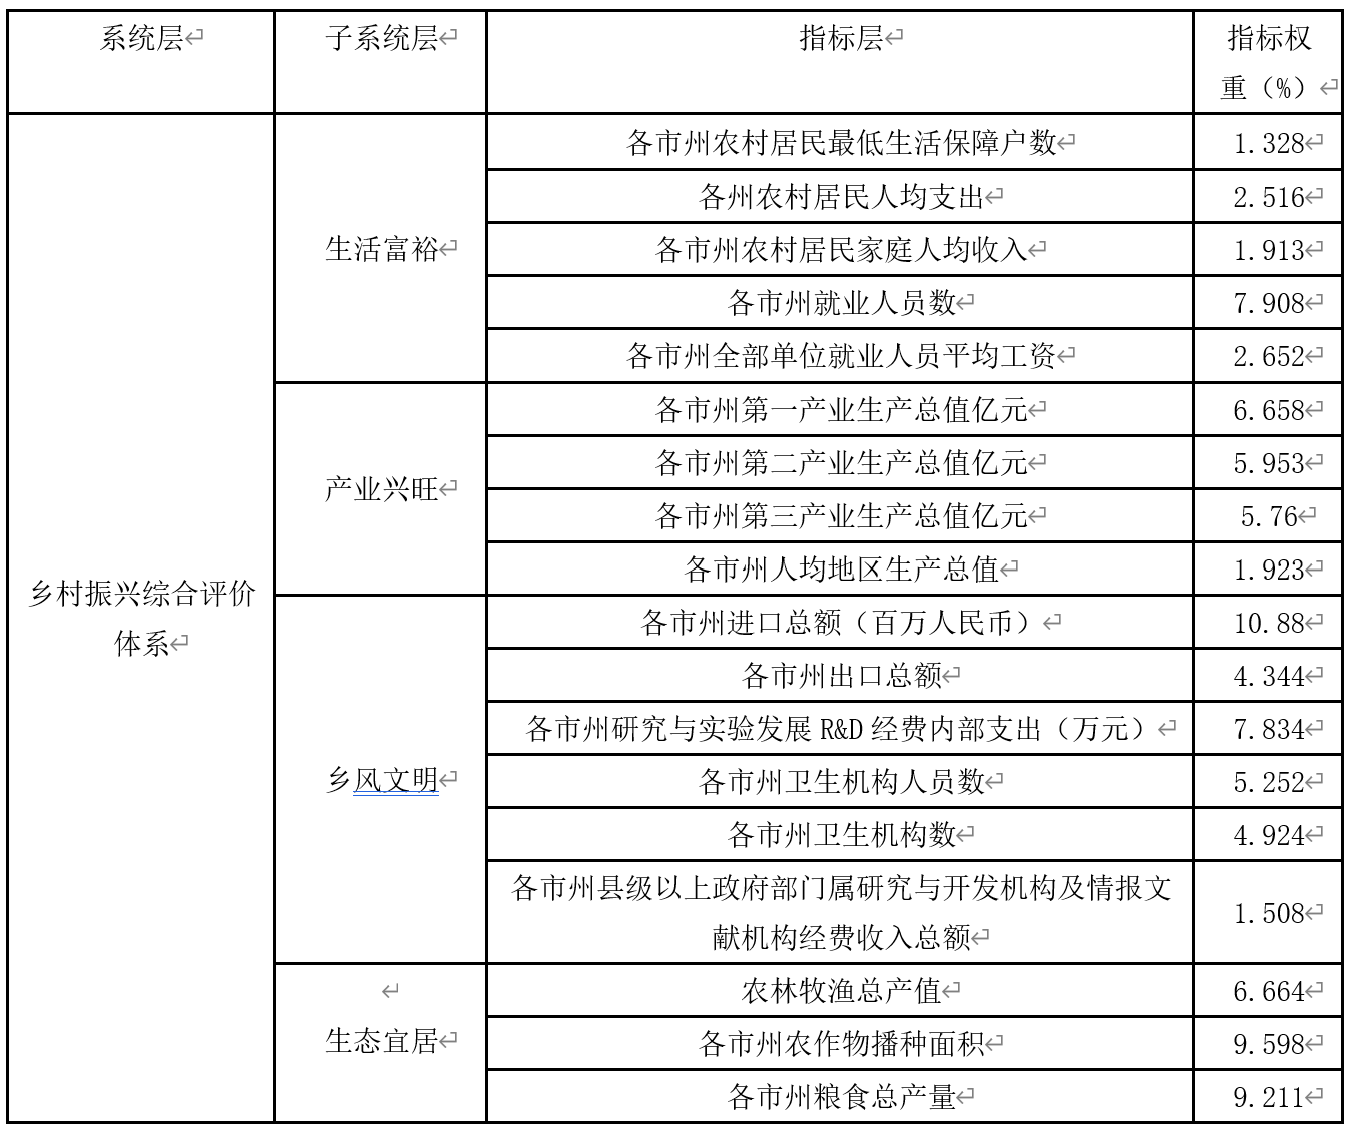 系统层
子系统层
指标层
指标权
重（%）
乡村振兴综合评价
体系
生活富裕
各市州农村居民最低生活保障户数
1.328
各州农村居民人均支出
2.516
各市州农村居民家庭人均收入
1.913
各市州就业人员数
7.908
各市州全部单位就业人员平均工资
2.652
产业兴旺
各市州第一产业生产总值亿元
6.658
各市州第二产业生产总值亿元
5.953
各市州第三产业生产总值亿元
5.76
各市州人均地区生产总值
1.923
乡风文明
各市州进口总额（百万人民币）
10.88
各市州出口总额
4.344
各市州研究与实验发展 R&D 经费内部支出（万元）
7.834
各市州卫生机构人员数
5.252
各市州卫生机构数
4.924
各市州县级以上政府部门属研究与开发机构及情报文
献机构经费收入总额
1.508
生态宜居
农林牧渔总产值
6.664
各市州农作物播种面积
9.598
各市州粮食总产量
9.211